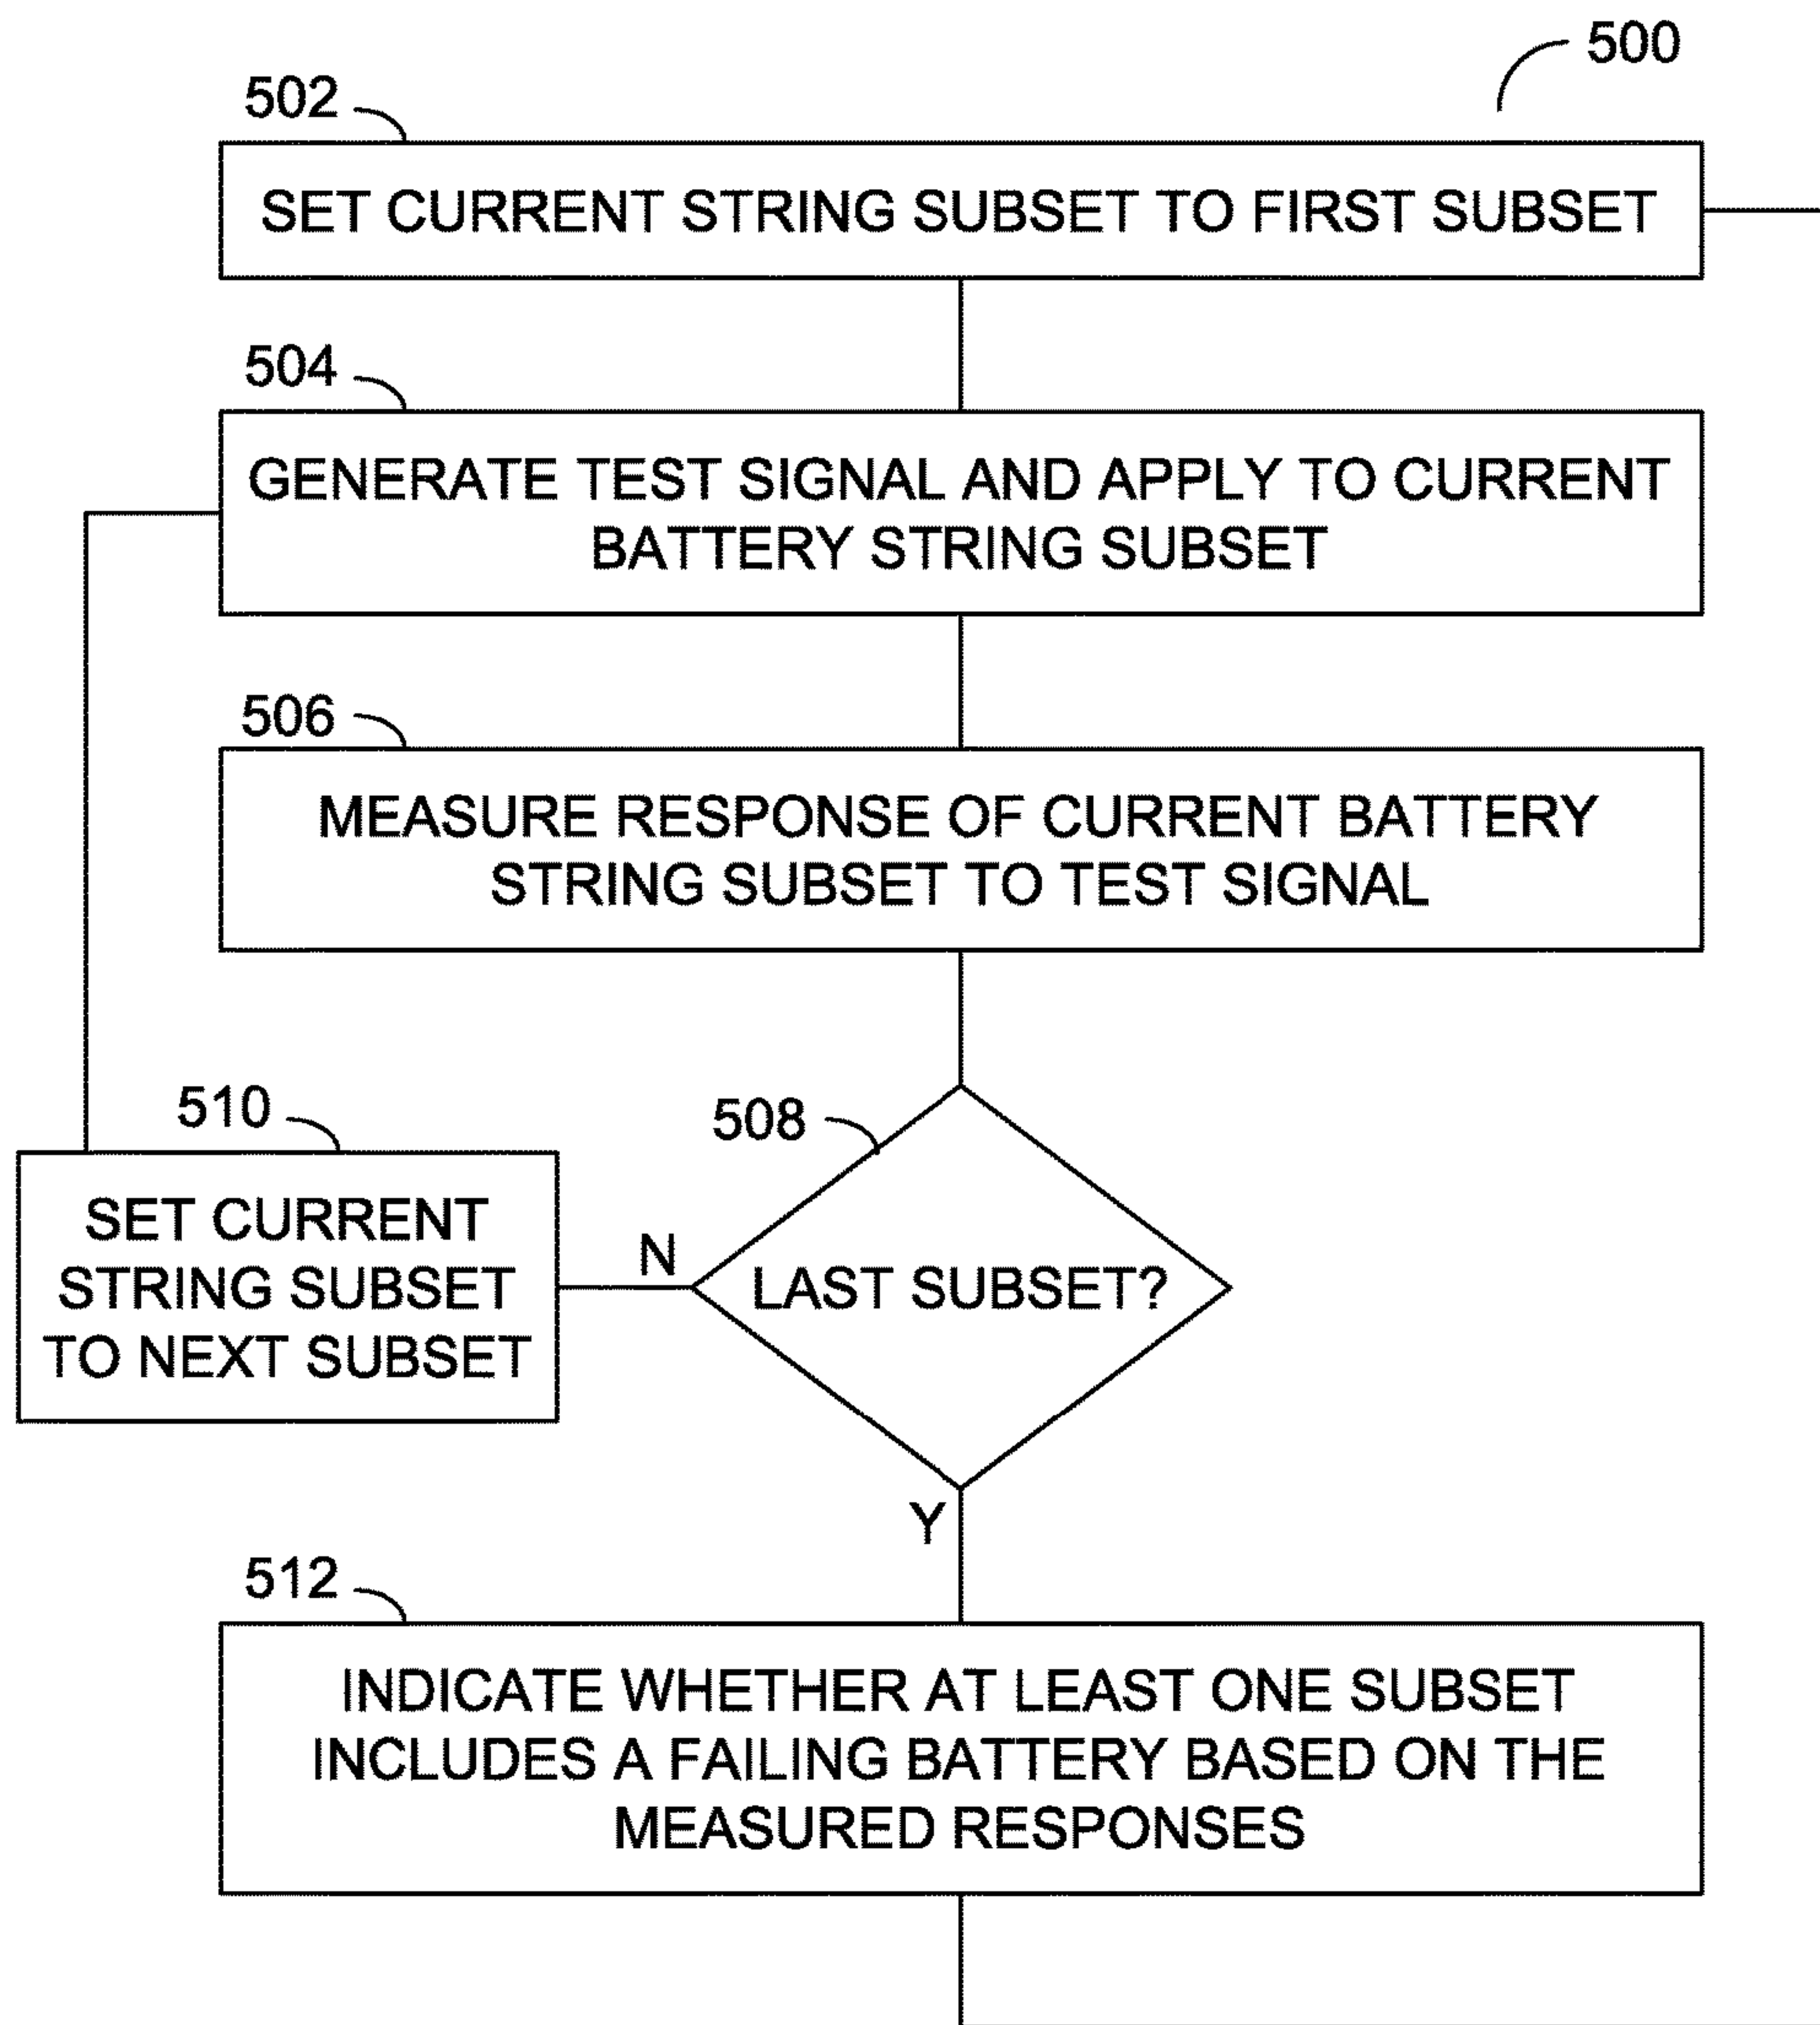 500
502
SET CURRENT STRING SUBSET TO FIRST SUBSET
504
GENERATE TEST SIGNAL AND APPLY TO CURRENT
BATTERY STRING SUBSET
506
MEASURE RESPONSE OF CURRENT BATTERY
STRING SUBSET TO TEST SIGNAL
508
LAST SUBSET?
N
510
SET CURRENT
STRING SUBSET
TO NEXT SUBSET
Y
512
INDICATE WHETHER AT LEAST ONE SUBSET
INCLUDES A FAILING BATTERY BASED ON THE
MEASURED RESPONSES